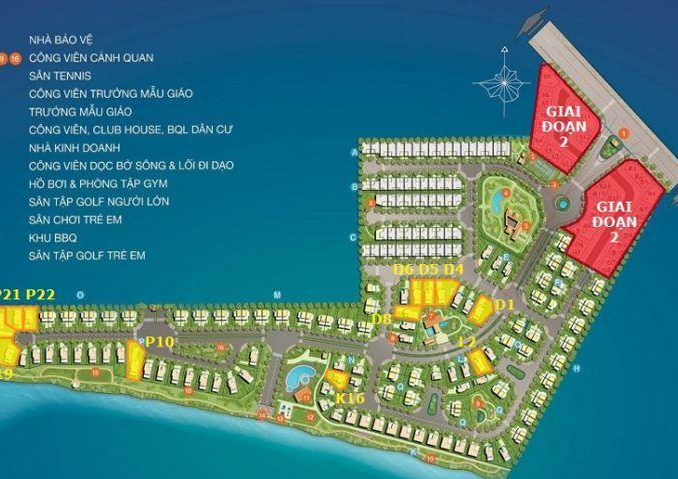 NHÀ BẢO VỆ
16 CÔNG VIÊN CẢNH QUAN
SÂN TENNIS
CÔNG VIÊN TRƯỜNG MẪU GIÁO
TRƯỜNG MẪU GIÁO
CÔNG VIÊN, CLUB HOUSE, BQL DÂN CƯ
NHÀ KINH DOANH
CÔNG VIÊN DỌC BỜ SÔNG & LỐI ĐI DẠO
HỒ BƠI & PHÒNG TẬP GYM
SÂN TẬP GOLF NGƯỜI LỚN
SÂN CHƠI TRẺ EM
KHU BBQ
SÂN TẬP GOLF TRẺ EM
GIAI
ĐOẠN
2
GIAI
ĐOẠN
2
A
B
C
D6 D5 D4
D1
D8
L2
P21 P22
O
M
P10
N
K16
H
K